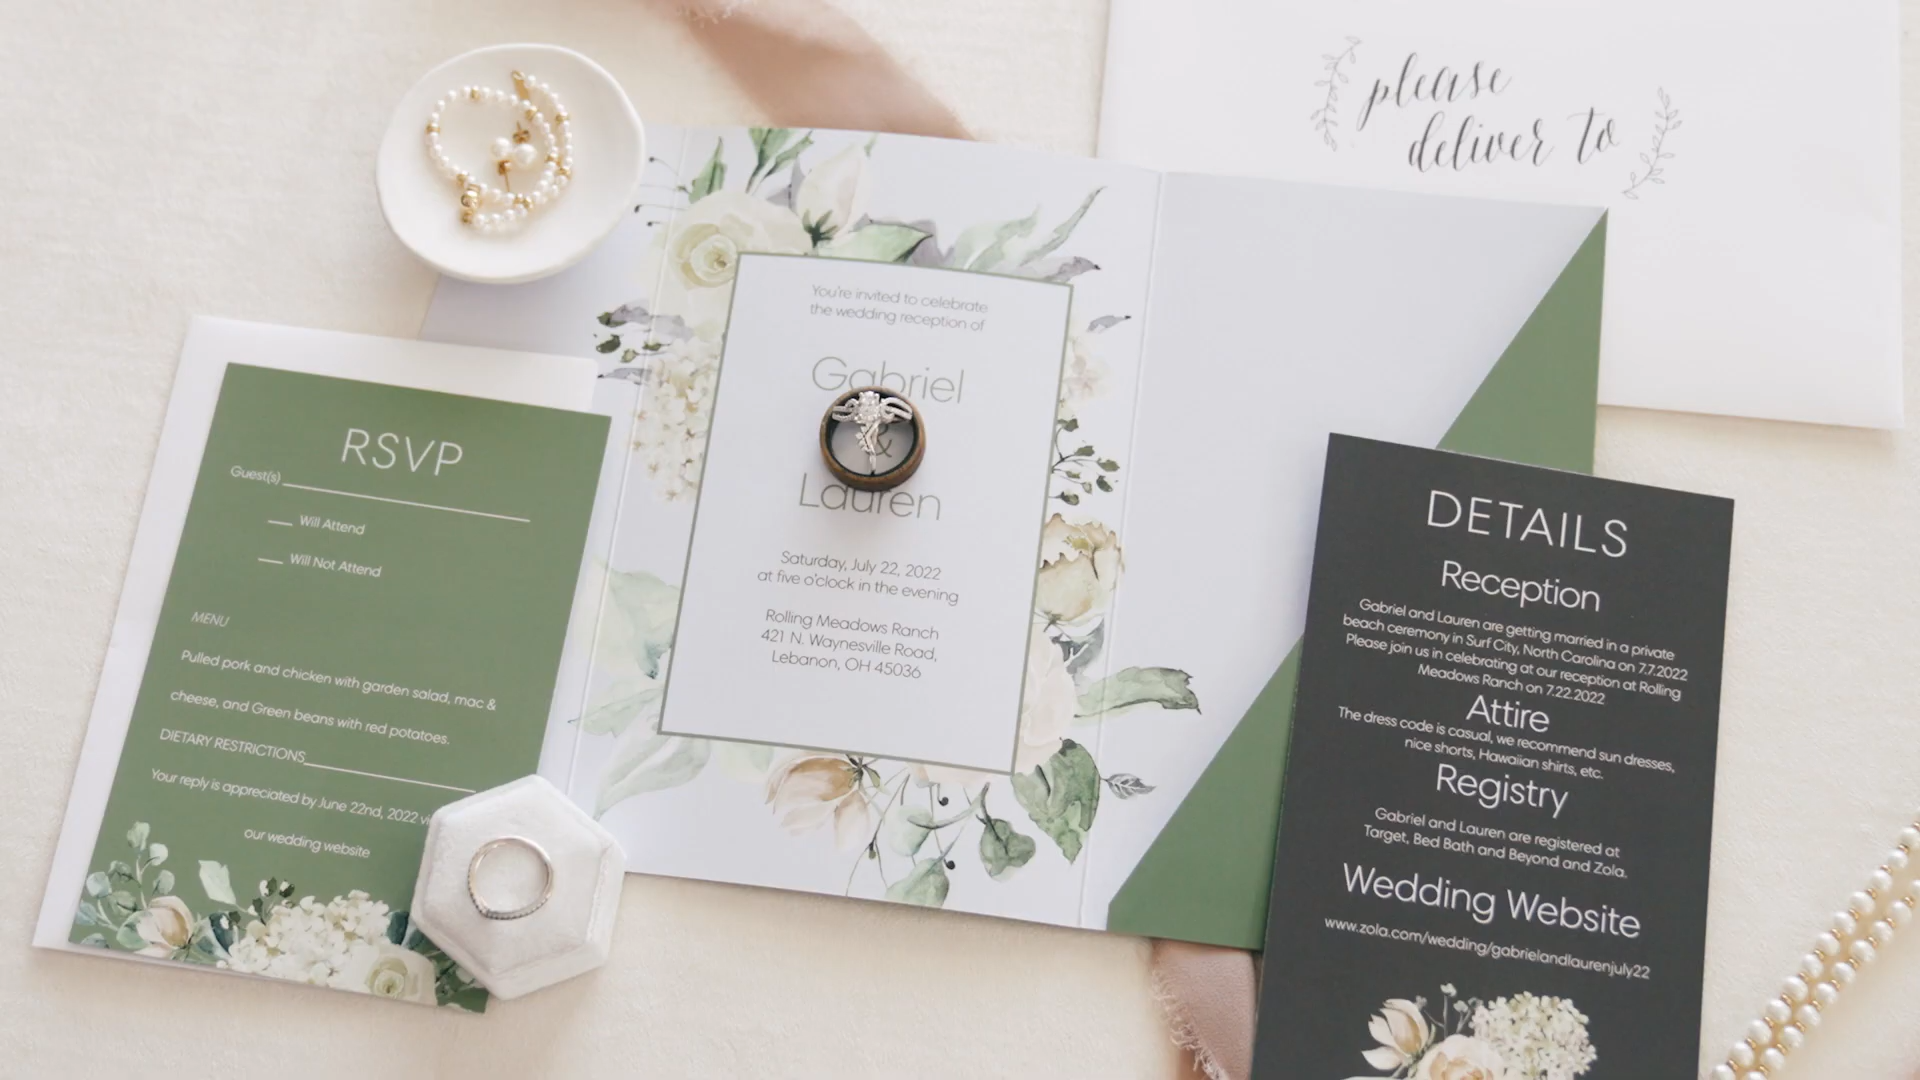 please
deliver to
You're invited to celebrate
the wedding reception of
Gabriel
&
Lauren
Saturday, July 22, 2022
at five o'clock in the evening
Rolling Meadows Ranch
421 N. Waynesville Road,
Lebanon, OH 45036
RSVP
Guest(s)
Will Attend
Will Not Attend
MENU
Pulled pork and chicken with garden salad, mac &
cheese, and Green beans with red potatoes.
DIETARY RESTRICTIONS
Your reply is appreciated by June 22nd, 2022
our wedding website
DETAILS
Reception
Gabriel and Lauren are getting married in a private
beach ceremony in Surf City, North Carolina on 7.7.2022
Please join us in celebrating at our reception at Rolling
Meadows Ranch on 7.22.2022
Attire
The dress code is casual, we recommend sun dresses,
nice shorts, Hawaiian shirts, etc.
Registry
Gabriel and Lauren are registered at
Target, Bed Bath and Beyond and Zola.
Wedding Website
www.zola.com/wedding/gabrielandlaurenjuly22